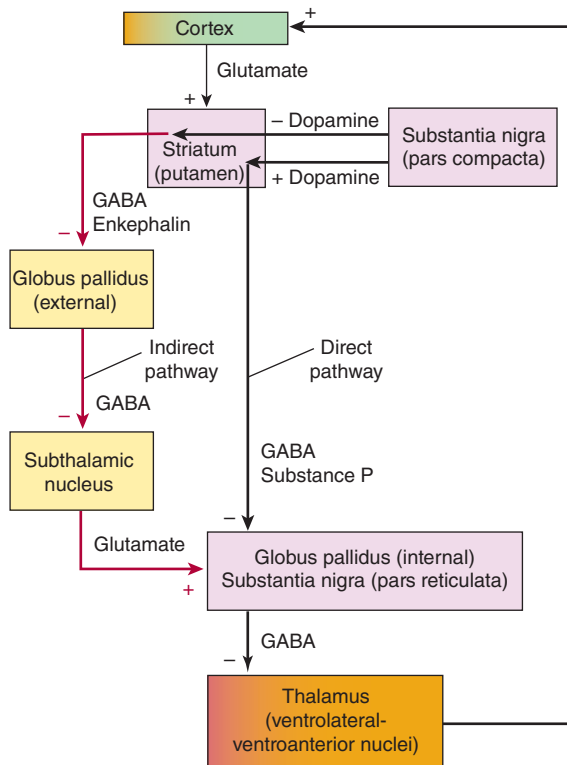 Cortex
+
Glutamate
+
– Dopamine
Striatum
(putamen)
Substantia nigra
(pars compacta)
+ Dopamine
GABA
Enkephalin
–
Globus pallidus
(external)
Indirect
pathway
Direct
pathway
–
GABA
Subthalamic
nucleus
GABA
Substance P
–
Glutamate
+
Globus pallidus (internal)
Substantia nigra (pars reticulata)
GABA
–
Thalamus
(ventrolateral-
ventroanterior nuclei)